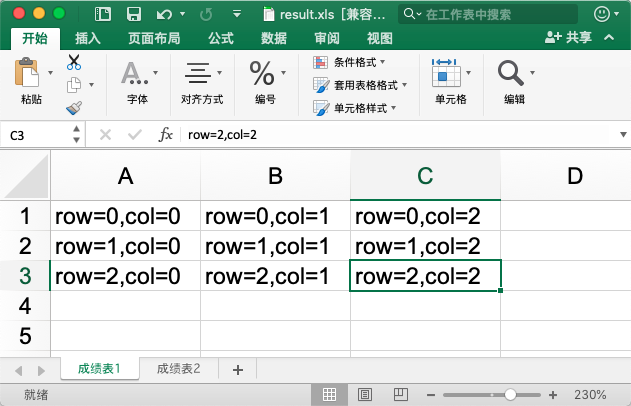 result.xls [兼容…
在工作表中搜索
开始 插入 页面布局 公式 数据 审阅 视图 共享
粘贴 字体 对齐方式 % 编号 条件格式 套用表格格式 单元格样式 单元格 编辑
C3 fx row=2,col=2
A B C D
1 row=0,col=0 row=0,col=1 row=0,col=2
2 row=1,col=0 row=1,col=1 row=1,col=2
3 row=2,col=0 row=2,col=1 row=2,col=2
4
5
成绩表1 成绩表2 +
就绪 230%